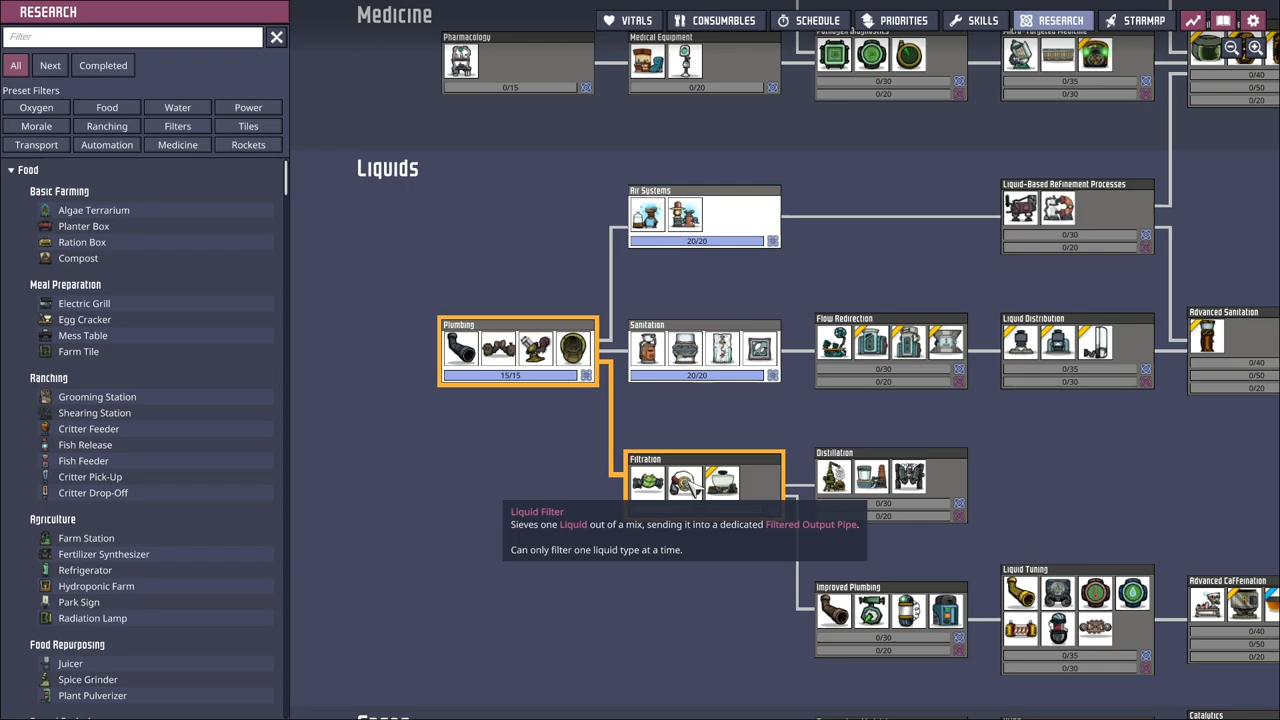 RESEARCH
Filter
All
Next
Completed
Preset Filters
Oxygen
Food
Water
Power
Morale
Ranching
Filters
Tiles
Transport
Automation
Medicine
Rockets
Food
Basic Farming
Algae Terrarium
Planter Box
Ration Box
Compost
Meal Preparation
Electric Grill
Egg Cracker
Mess Table
Farm Tile
Ranching
Grooming Station
Shearing Station
Critter Feeder
Fish Release
Fish Feeder
Critter Pick-Up
Critter Drop-Off
Agriculture
Farm Station
Fertilizer Synthesizer
Refrigerator
Hydroponic Farm
Park Sign
Radiation Lamp
Food Repurposing
Juicer
Spice Grinder
Plant Pulverizer
VITALS
CONSUMABLES
SCHEDULE
PRIORITIES
SKILLS
RESEARCH
STARMAP
Medicine
Pharmacology
0/15
Medical Equipment
0/20
Pathogen Diagnostics
0/30
0/20
Micro-Targeted Medicine
0/35
0/30
0/40
0/50
0/20
Liquids
Air Systems
20/20
Liquid-Based Refinement Processes
0/30
0/20
Plumbing
15/15
Sanitation
20/20
Flow Redirection
0/30
0/20
Liquid Distribution
0/35
0/30
Advanced Sanitation
0/40
0/50
0/20
Filtration
Distillation
0/30
0/20
Liquid Filter
Sieves one Liquid out of a mix, sending it into a dedicated Filtered Output Pipe.
Can only filter one liquid type at a time.
Improved Plumbing
0/30
0/20
Liquid Tuning
0/35
0/30
Advanced Caffeination
0/40
0/50
0/20
Catalytics